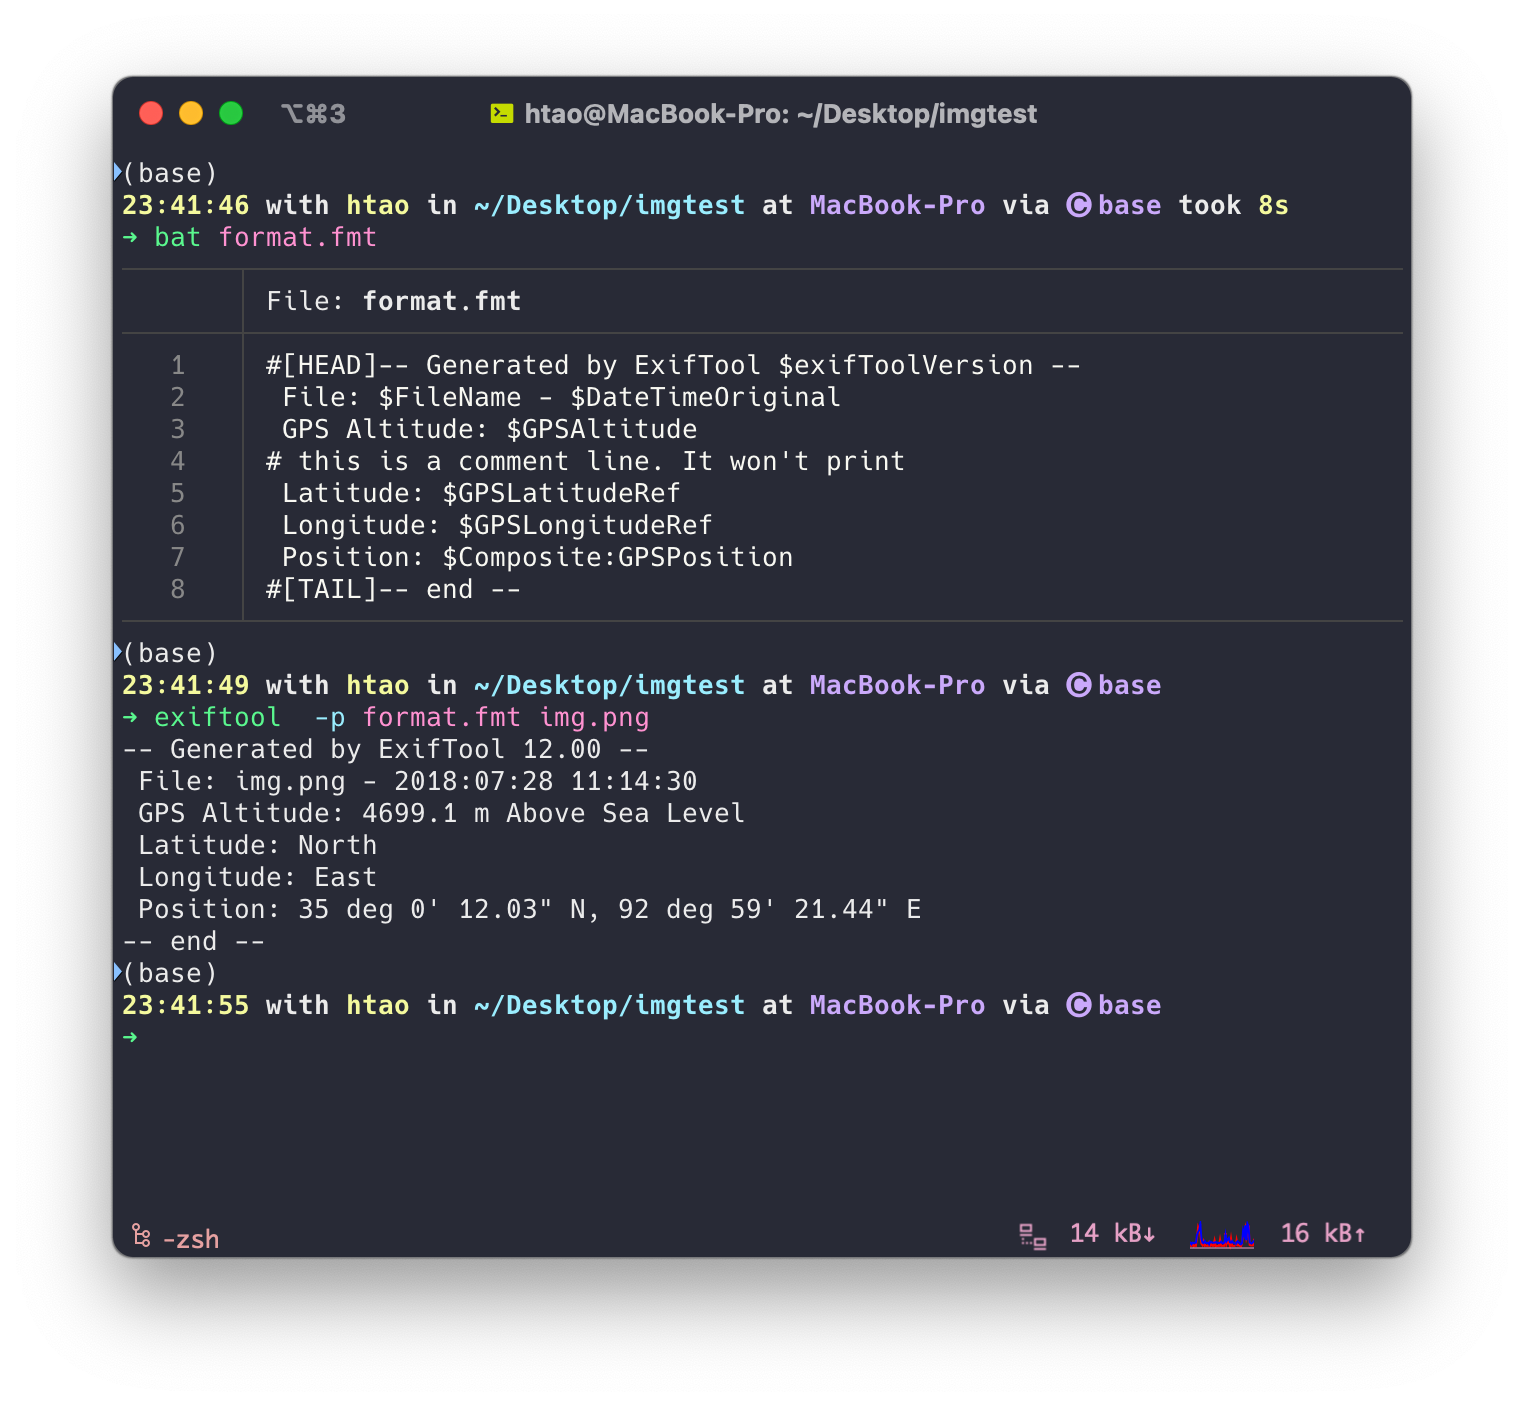 ⌥⌘3 htao@MacBook-Pro: ~/Desktop/imgtest
(base)
23:41:46 with htao in ~/Desktop/imgtest at MacBook-Pro via 🅒 base took 8s
➜ bat format.fmt
File: format.fmt
1 #[HEAD]-- Generated by ExifTool $exifToolVersion --
2 File: $FileName - $DateTimeOriginal
3 GPS Altitude: $GPSAltitude
4 # this is a comment line. It won't print
5 Latitude: $GPSLatitudeRef
6 Longitude: $GPSLongitudeRef
7 Position: $Composite:GPSPosition
8 #[TAIL]-- end --
(base)
23:41:49 with htao in ~/Desktop/imgtest at MacBook-Pro via 🅒 base
➜ exiftool  -p format.fmt img.png
-- Generated by ExifTool 12.00 --
File: img.png - 2018:07:28 11:14:30
GPS Altitude: 4699.1 m Above Sea Level
Latitude: North
Longitude: East
Position: 35 deg 0' 12.03" N, 92 deg 59' 21.44" E
-- end --
(base)
23:41:55 with htao in ~/Desktop/imgtest at MacBook-Pro via 🅒 base
➜
-zsh 14 kB↓ 16 kB↑